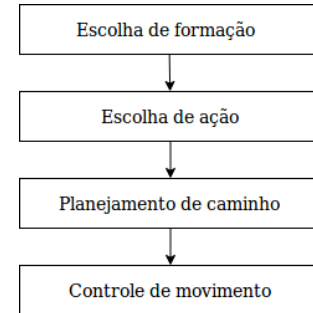 Escolha de formação
Escolha de ação
Planejamento de caminho
Controle de movimento